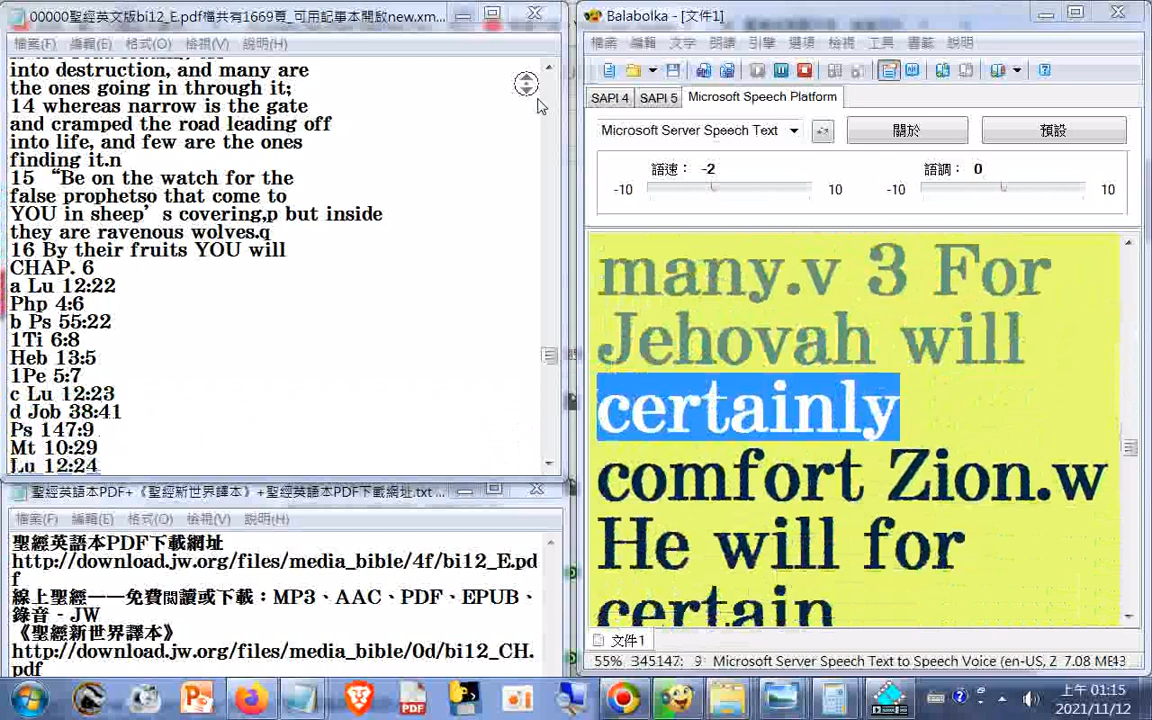 00000聖經英文版bi12_E.pdf檔共有1669頁_可用記事本開啟new.xm...
檔案(F) 編輯(E) 格式(O) 檢視(V) 說明(H)
into destruction, and many are
the ones going in through it;
14 whereas narrow is the gate
and cramped the road leading off
into life, and few are the ones
finding it.n
15 “Be on the watch for the
false prophetso that come to
YOU in sheep’s covering,p but inside
they are ravenous wolves.q
16 By their fruits YOU will
CHAP. 6
a Lu 12:22
Php 4:6
b Ps 55:22
1Ti 6:8
Heb 13:5
1Pe 5:7
c Lu 12:23
d Job 38:41
Ps 147:9
Mt 10:29
Lu 12:24
聖經英語本PDF+《聖經新世界譯本》+聖經英語本PDF下載網址.txt ...
檔案(F) 編輯(E) 格式(O) 檢視(V) 說明(H)
聖經英語本PDF下載網址
http://download.jw.org/files/media_bible/4f/bi12_E.pd
f
線上聖經——免費閱讀或下載：MP3、AAC、PDF、EPUB、
錄音 - JW
《聖經新世界譯本》
http://download.jw.org/files/media_bible/0d/bi12_CH.
pdf
Balabolka - [文件1]
檔案 編輯 文字 朗讀 引擎 選項 檢視 工具 書籤 說明
SAPI 4 SAPI 5 Microsoft Speech Platform
Microsoft Server Speech Text 關於 預設
語速: -2 語調: 0
-10 10 -10 10
many.v 3 For
Jehovah will
certainly
comfort Zion.w
He will for
certain
文件1
55% 345147: 9 Microsoft Server Speech Text to Speech Voice (en-US, Z 7.08 ME43
PDF
上午 01:15
2021/11/12